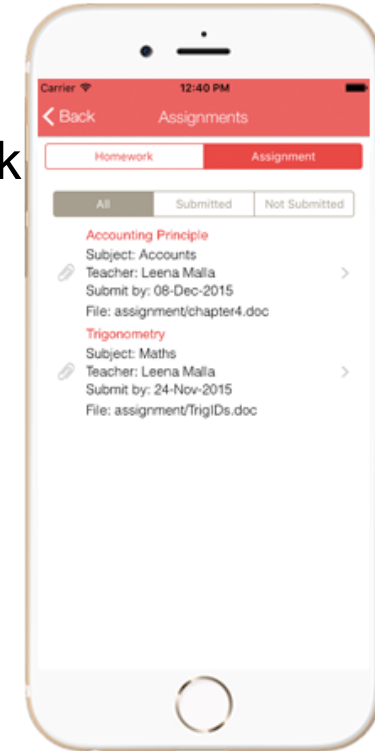 Carrier 12:40 PM
Back Assignments
k
Homework Assignment
All Submitted Not Submitted
Accounting Principle
Subject: Accounts
Teacher: Leena Malla
Submit by: 08-Dec-2015
File: assignment/chapter4.doc
Trigonometry
Subject: Maths
Teacher: Leena Malla
Submit by: 24-Nov-2015
File: assignment/TrigIDs.doc